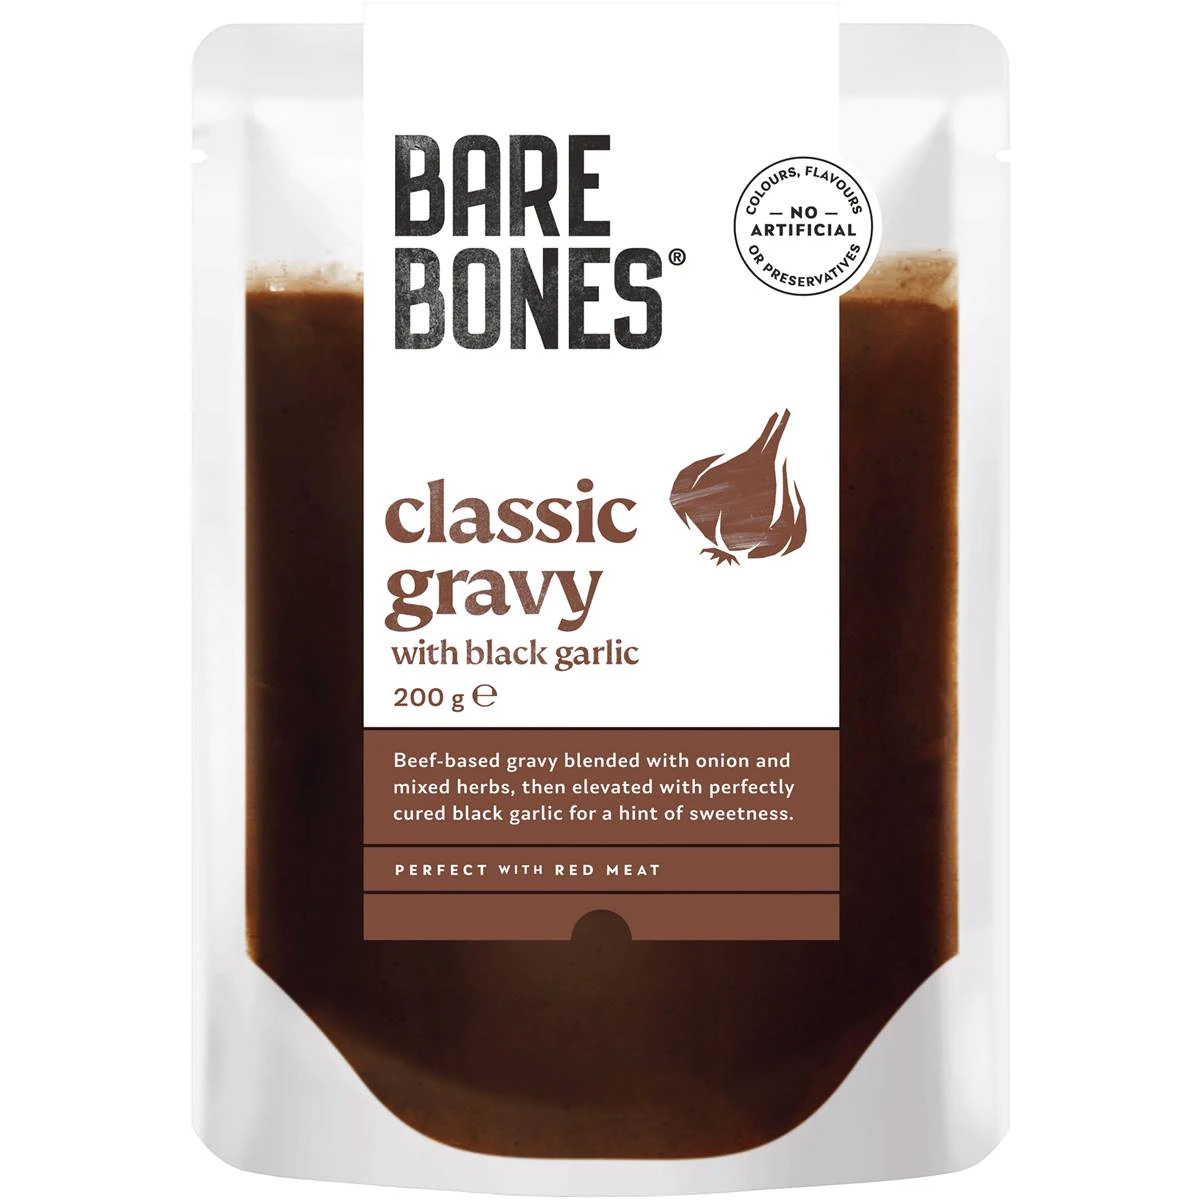 BARE
BONES®
COLOURS, FLAVOURS
— NO —
ARTIFICIAL
OR PRESERVATIVES
classic
gravy
with black garlic
200 g ℮
Beef-based gravy blended with onion and
mixed herbs, then elevated with perfectly
cured black garlic for a hint of sweetness.
PERFECT WITH RED MEAT